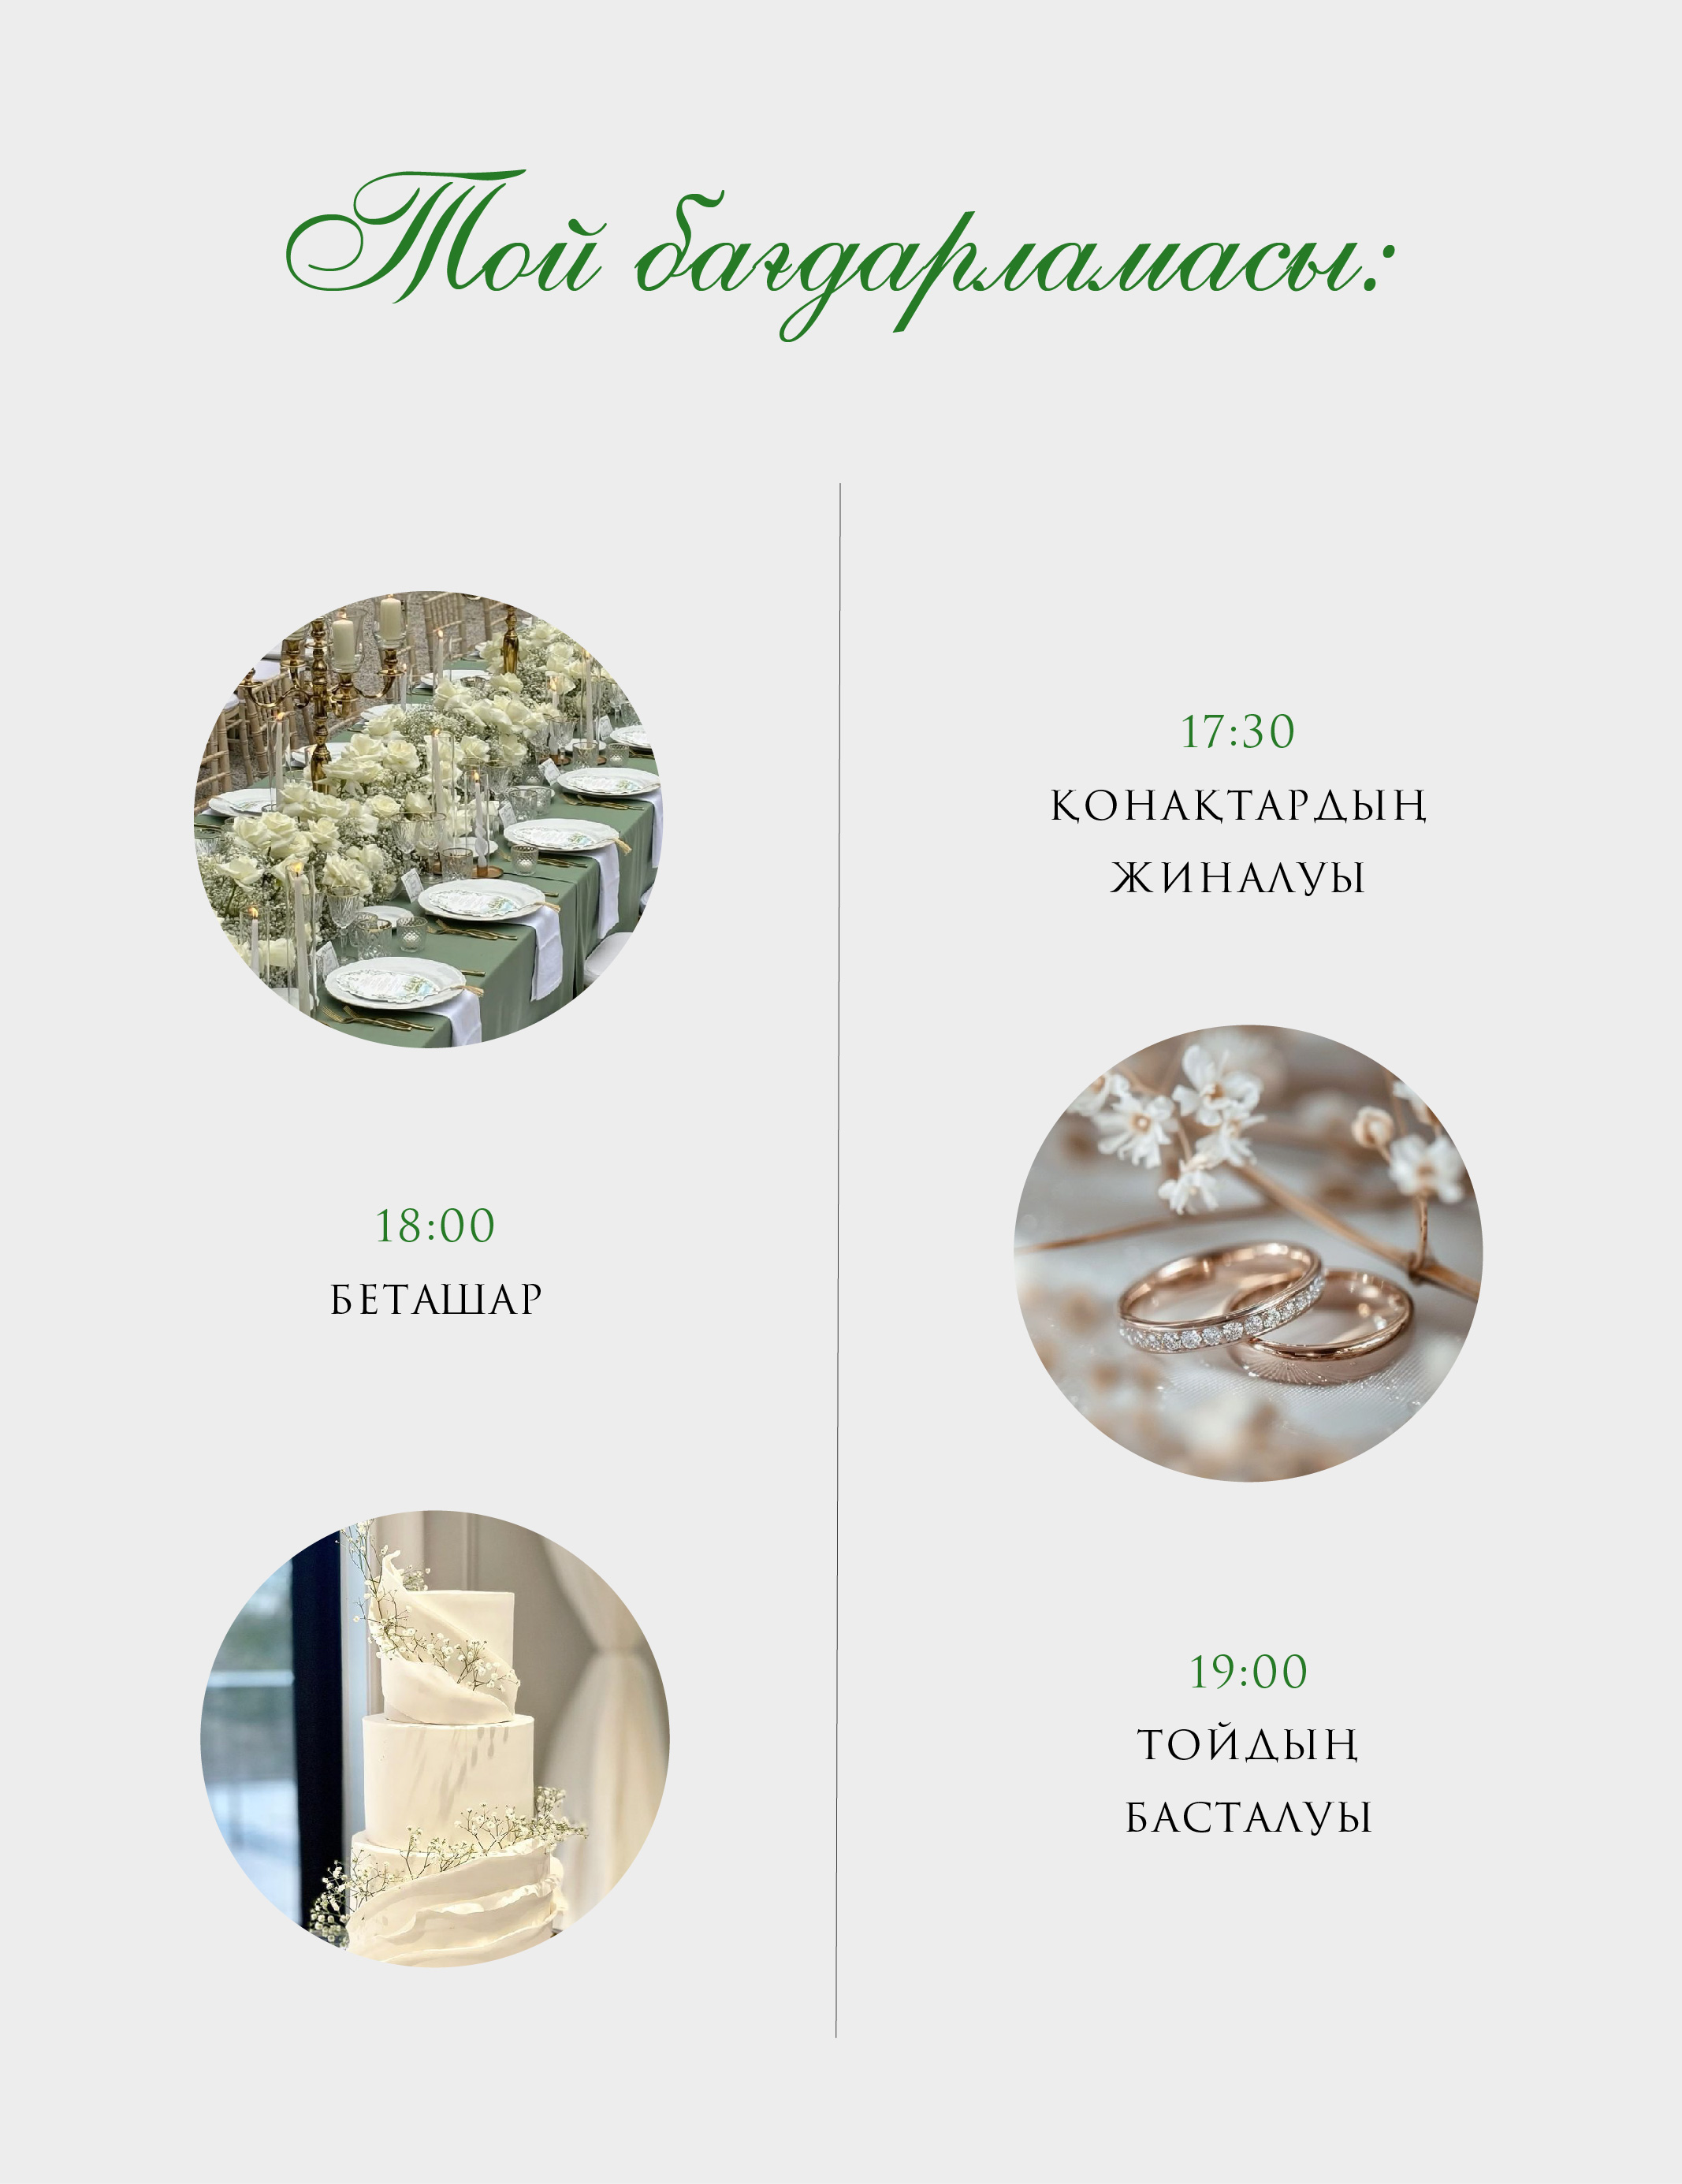 Той бағдарламасы:
17:30
ҚОНАҚТАРДЫҢ
ЖИНАЛУЫ
18:00
БЕТАШАР
19:00
ТОЙДЫҢ
БАСТАЛУЫ